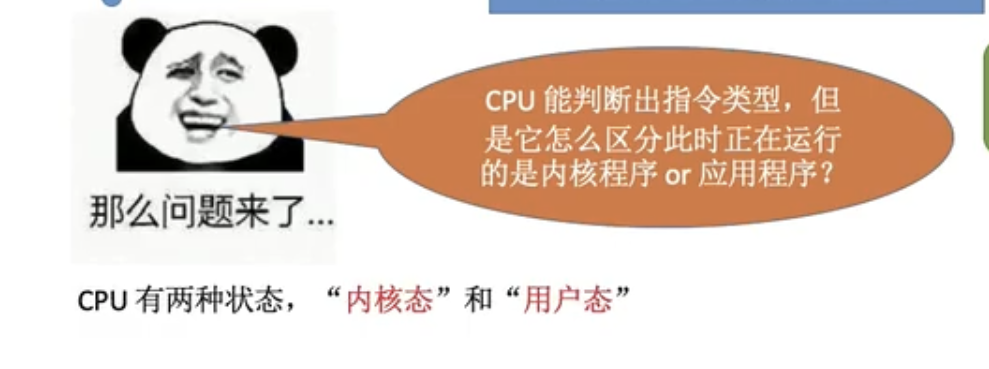 CPU 能判断出指令类型，但
是它怎么区分此时正在运行
的是内核程序 or 应用程序？
那么问题来了...
CPU 有两种状态，“内核态”和“用户态”